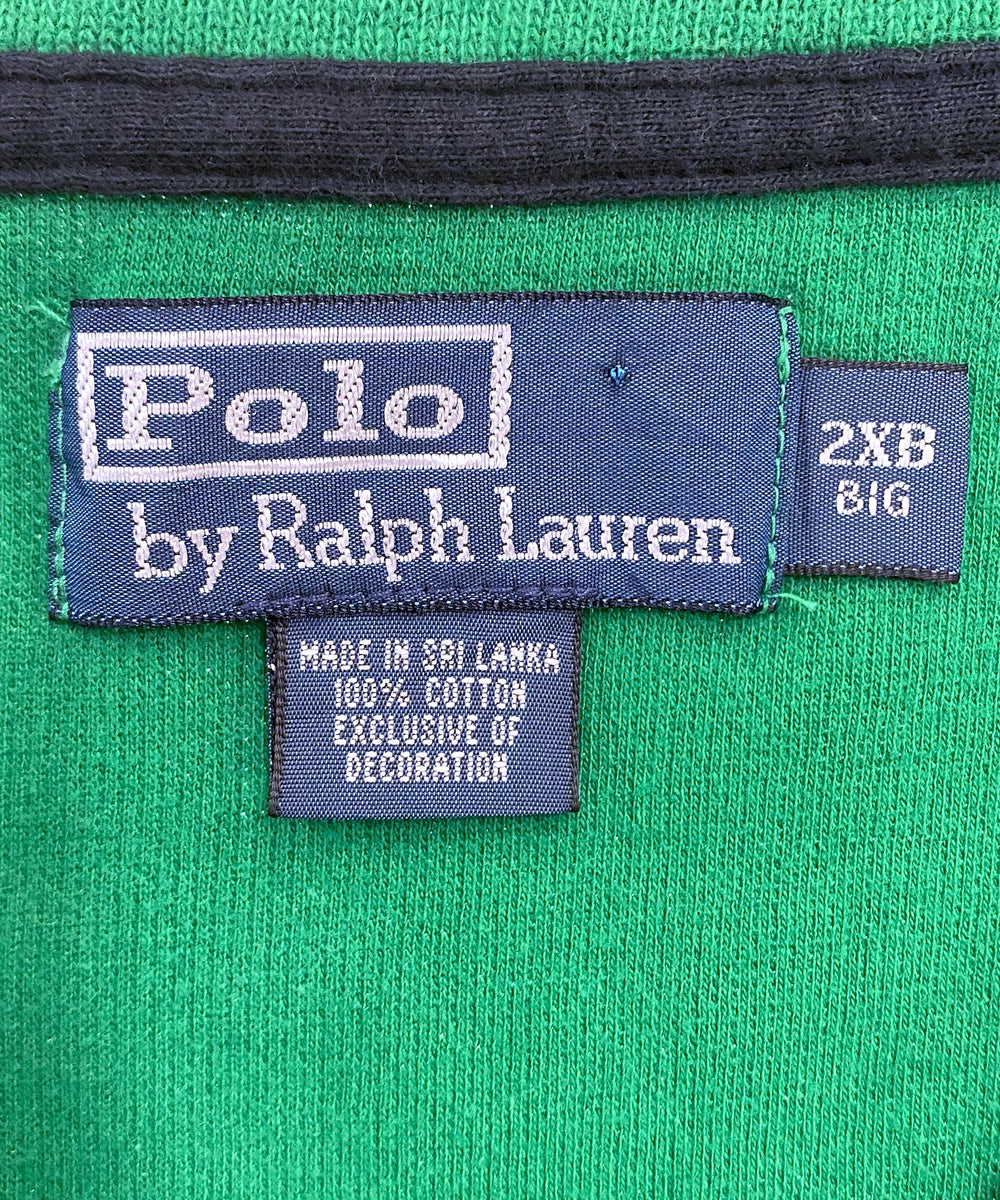 Polo
by Ralph Lauren
2XB
BIG
MADE IN SRI LANKA
100% COTTON
EXCLUSIVE OF
DECORATION